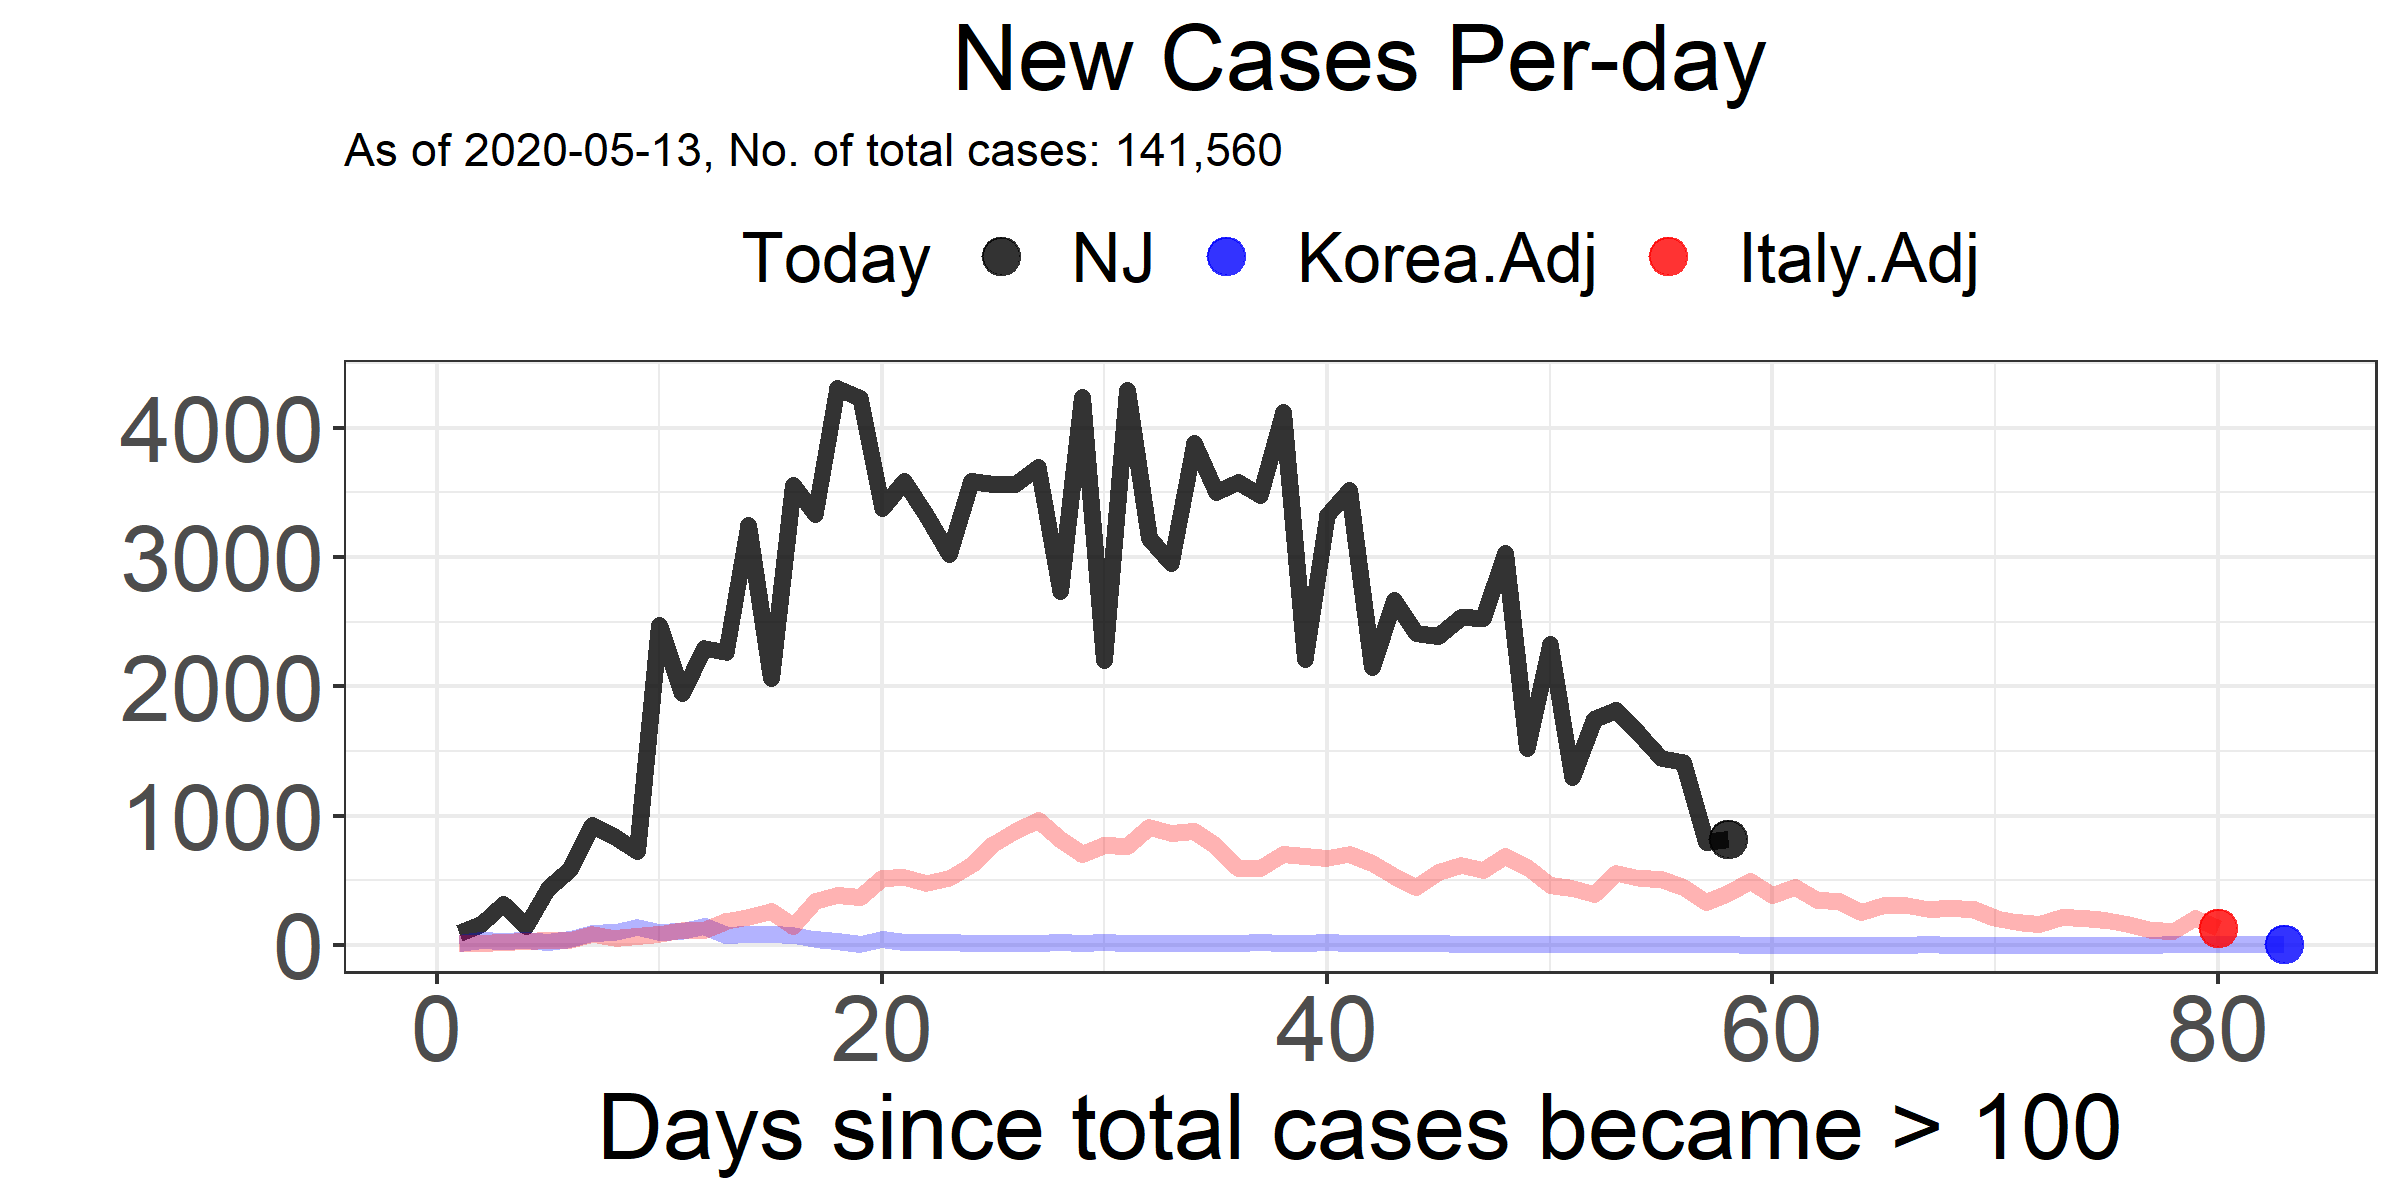 New Cases Per-day
As of 2020-05-13, No. of total cases: 141,560
Today NJ Korea.Adj Italy.Adj
4000
3000
2000
1000
0
0 20 40 60 80
Days since total cases became > 100